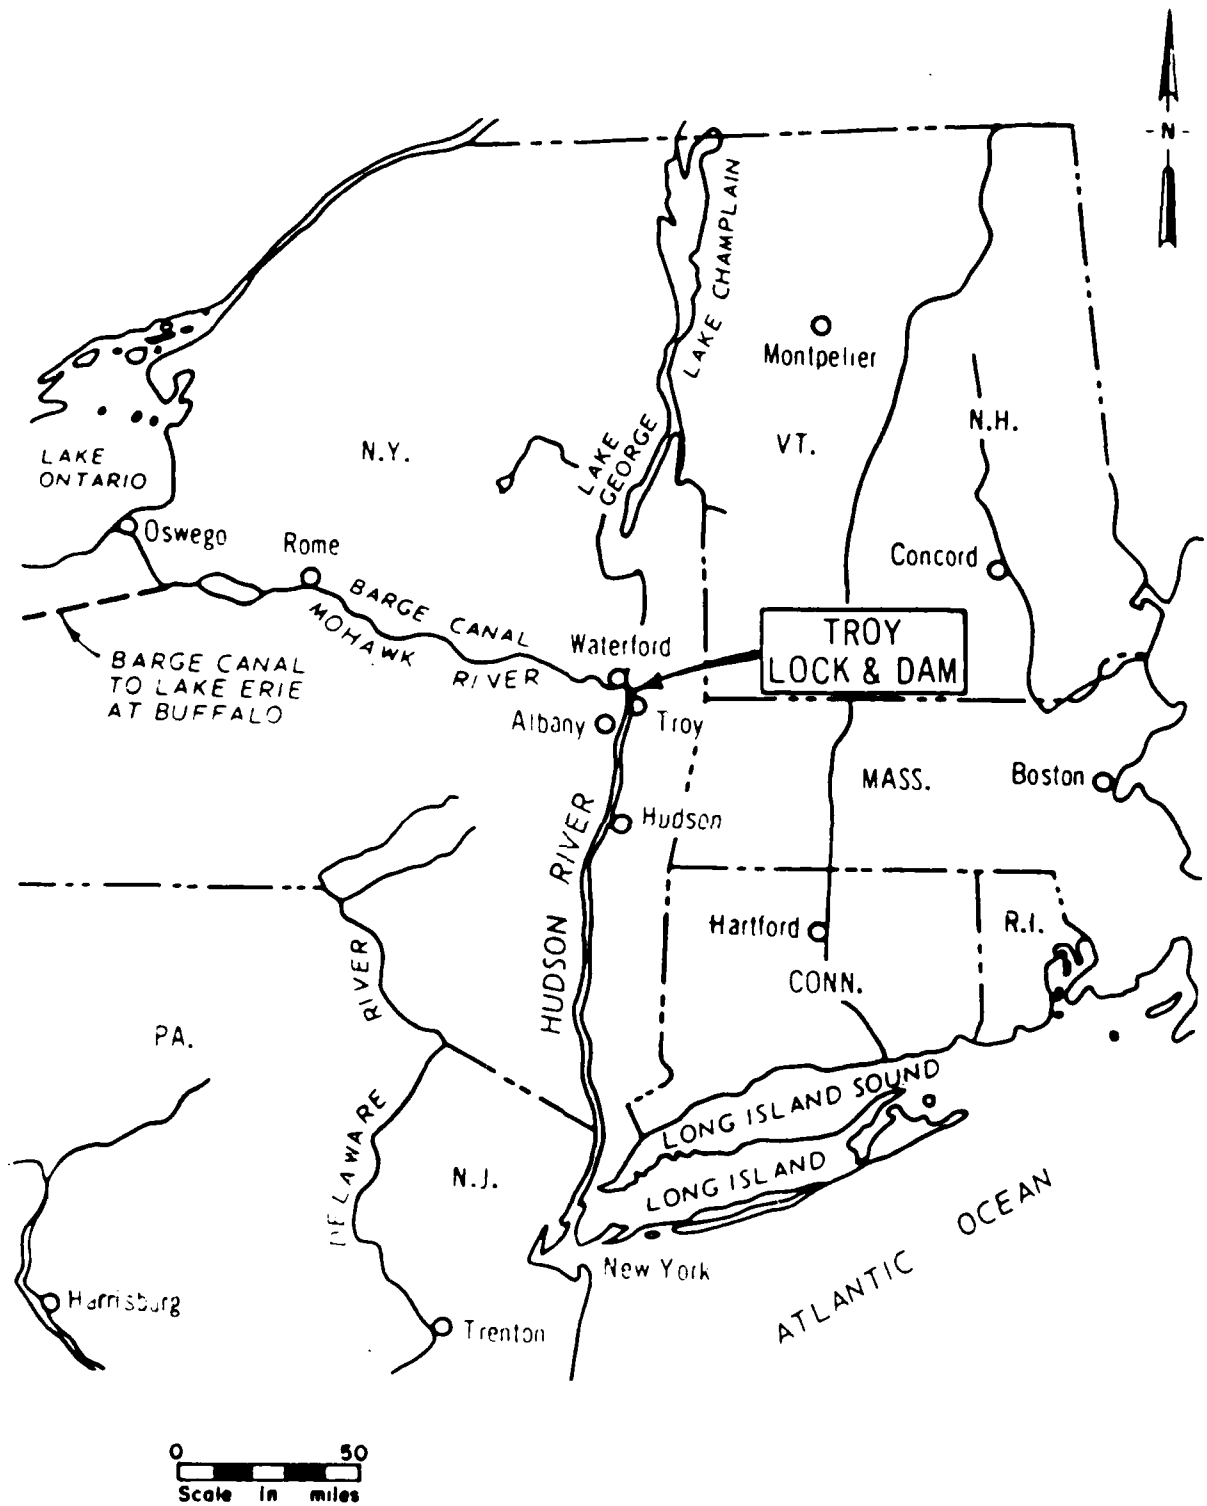 -N-
LAKE CHAMPLAIN
Montpelier
N.H.
VT.
N.Y.
LAKE
GEORGE
LAKE
ONTARIO
Oswego
Rome
Concord
BARGE CANAL
MOHAWK RIVER
Waterford
TROY
LOCK & DAM
BARGE CANAL
TO LAKE ERIE
AT BUFFALO
Albany
Troy
MASS.
Boston
Hudson
HUDSON RIVER
Hartford
R.I.
CONN.
DELAWARE RIVER
PA.
LONG ISLAND SOUND
N.J.
LONG ISLAND
ATLANTIC OCEAN
New York
Harrisburg
Trenton
0 50
Scale in miles